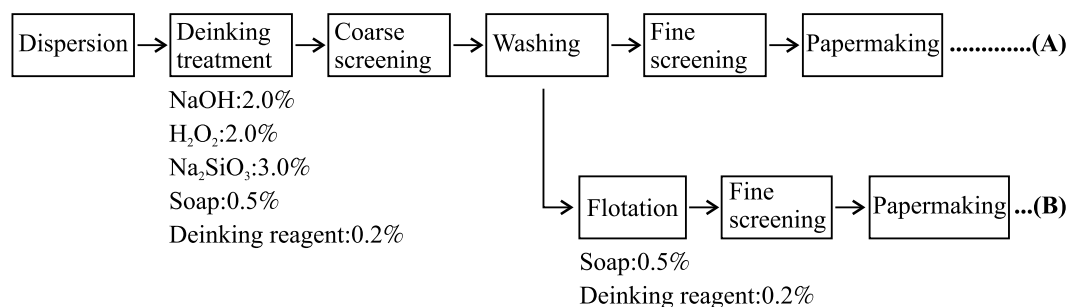 Dispersion
Deinking
treatment
Coarse
screening
Washing
Fine
screening
Papermaking
.............(A)
NaOH:2.0%
H₂O₂:2.0%
Na₂SiO₃:3.0%
Soap:0.5%
Deinking reagent:0.2%
Flotation
Fine
screening
Papermaking
...(B)
Soap:0.5%
Deinking reagent:0.2%